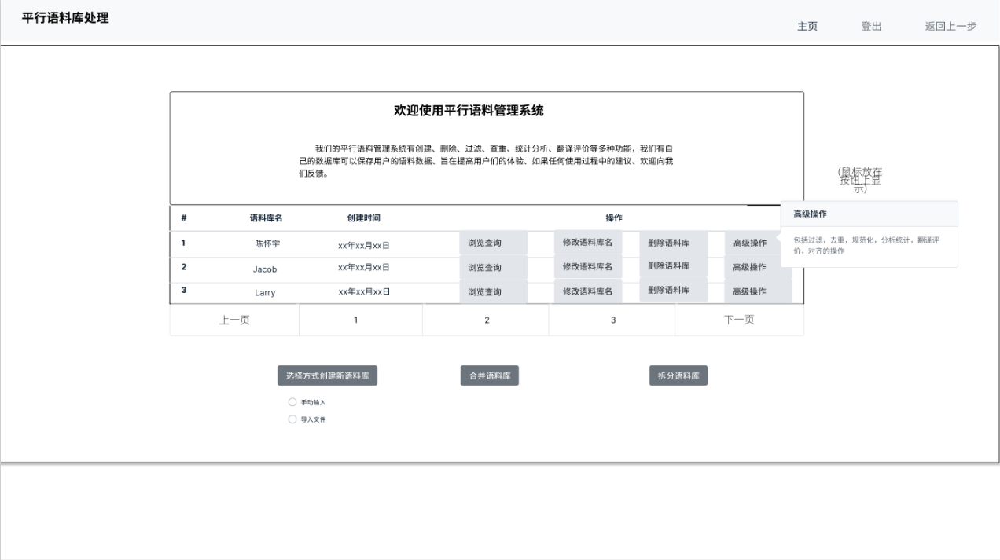 平行语料库处理
主页 登出 返回上一步
欢迎使用平行语料管理系统
我们的平行语料管理系统有创建、删除、过滤、查重、统计分析、翻译评价等多种功能，我们有自
己的数据库可以保存用户的语料数据、旨在提高用户们的体验、如果任何使用过程中的建议、欢迎向我
们反馈。
(鼠标放在
按钮上显
示)
# 语料库名 创建时间 操作
高级操作
包括过滤，去重，规范化，分析统计，翻译评
价，对齐的操作
1 陈怀宇 xx年xx月xx日 浏览查询 修改语料库名 删除语料库 高级操作
2 Jacob xx年xx月xx日 浏览查询 修改语料库名 删除语料库 高级操作
3 Larry xx年xx月xx日 浏览查询 修改语料库名 删除语料库 高级操作
上一页 1 2 3 下一页
选择方式创建新语料库 合并语料库 拆分语料库
手动输入
导入文件